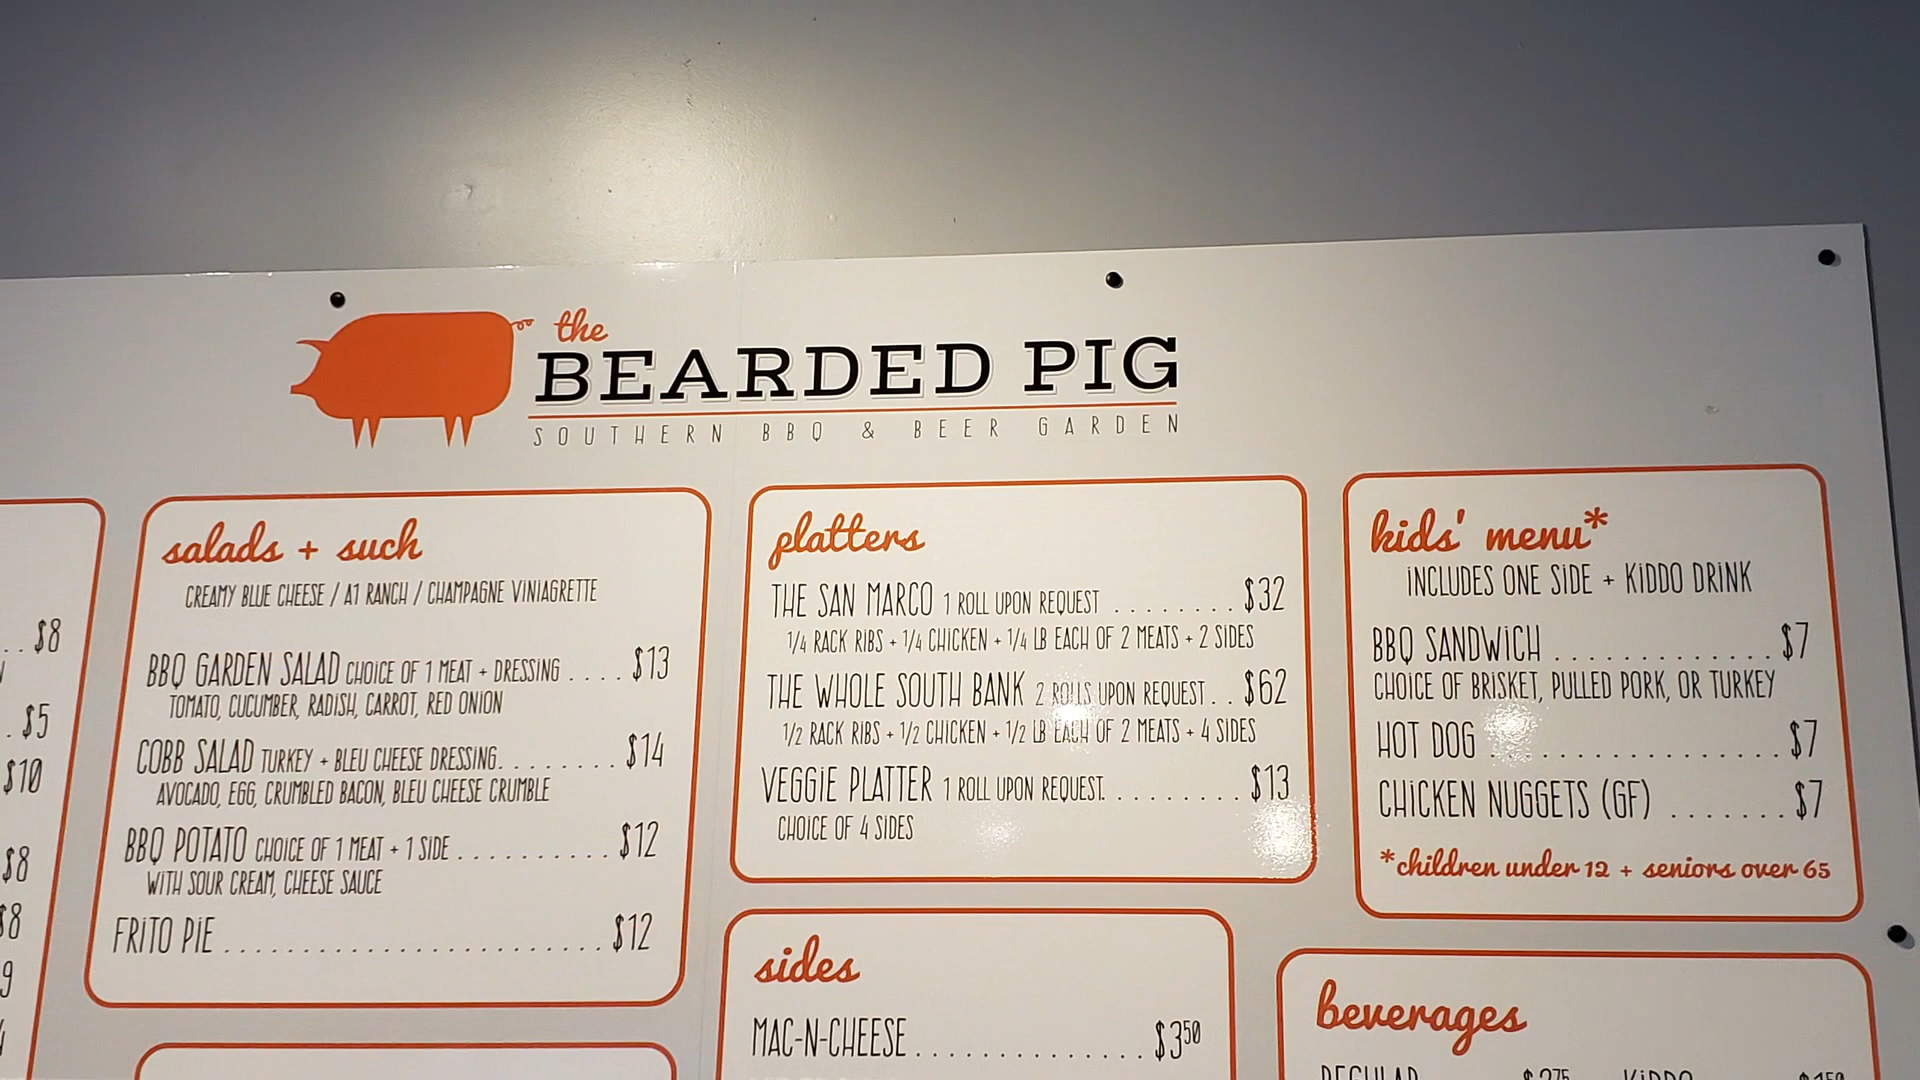 the
BEARDED PIG
SOUTHERN BBQ & BEER GARDEN
$8
$5
$10
$8
$8
9
salads + such
CREAMY BLUE CHEESE / A1 RANCH / CHAMPAGNE VINIAGRETTE
BBQ GARDEN SALAD CHOICE OF 1 MEAT + DRESSING .... $13
TOMATO, CUCUMBER, RADISH, CARROT, RED ONION
COBB SALAD TURKEY + BLEU CHEESE DRESSING......... $14
AVOCADO, EGG, CRUMBLED BACON, BLEU CHEESE CRUMBLE
BBQ POTATO CHOICE OF 1 MEAT + 1 SIDE .......... $12
WITH SOUR CREAM, CHEESE SAUCE
FRITO PIE ......................... $12
platters
THE SAN MARCO 1 ROLL UPON REQUEST ........ $32
1/4 RACK RIBS + 1/4 CHICKEN + 1/4 LB EACH OF 2 MEATS + 2 SIDES
THE WHOLE SOUTH BANK 2 ROLLS UPON REQUEST .. $62
1/2 RACK RIBS + 1/2 CHICKEN + 1/2 LB EACH OF 2 MEATS + 4 SIDES
VEGGIE PLATTER 1 ROLL UPON REQUEST.......... $13
CHOICE OF 4 SIDES
sides
MAC-N-CHEESE .............. $3.50
kids' menu*
INCLUDES ONE SIDE + KIDDO DRINK
BBQ SANDWICH ............. $7
CHOICE OF BRISKET, PULLED PORK, OR TURKEY
HOT DOG ............... $7
CHICKEN NUGGETS (GF) ....... $7
*children under 12 + seniors over 65
beverages
REGULAR $2.75 KIDDO $1.50